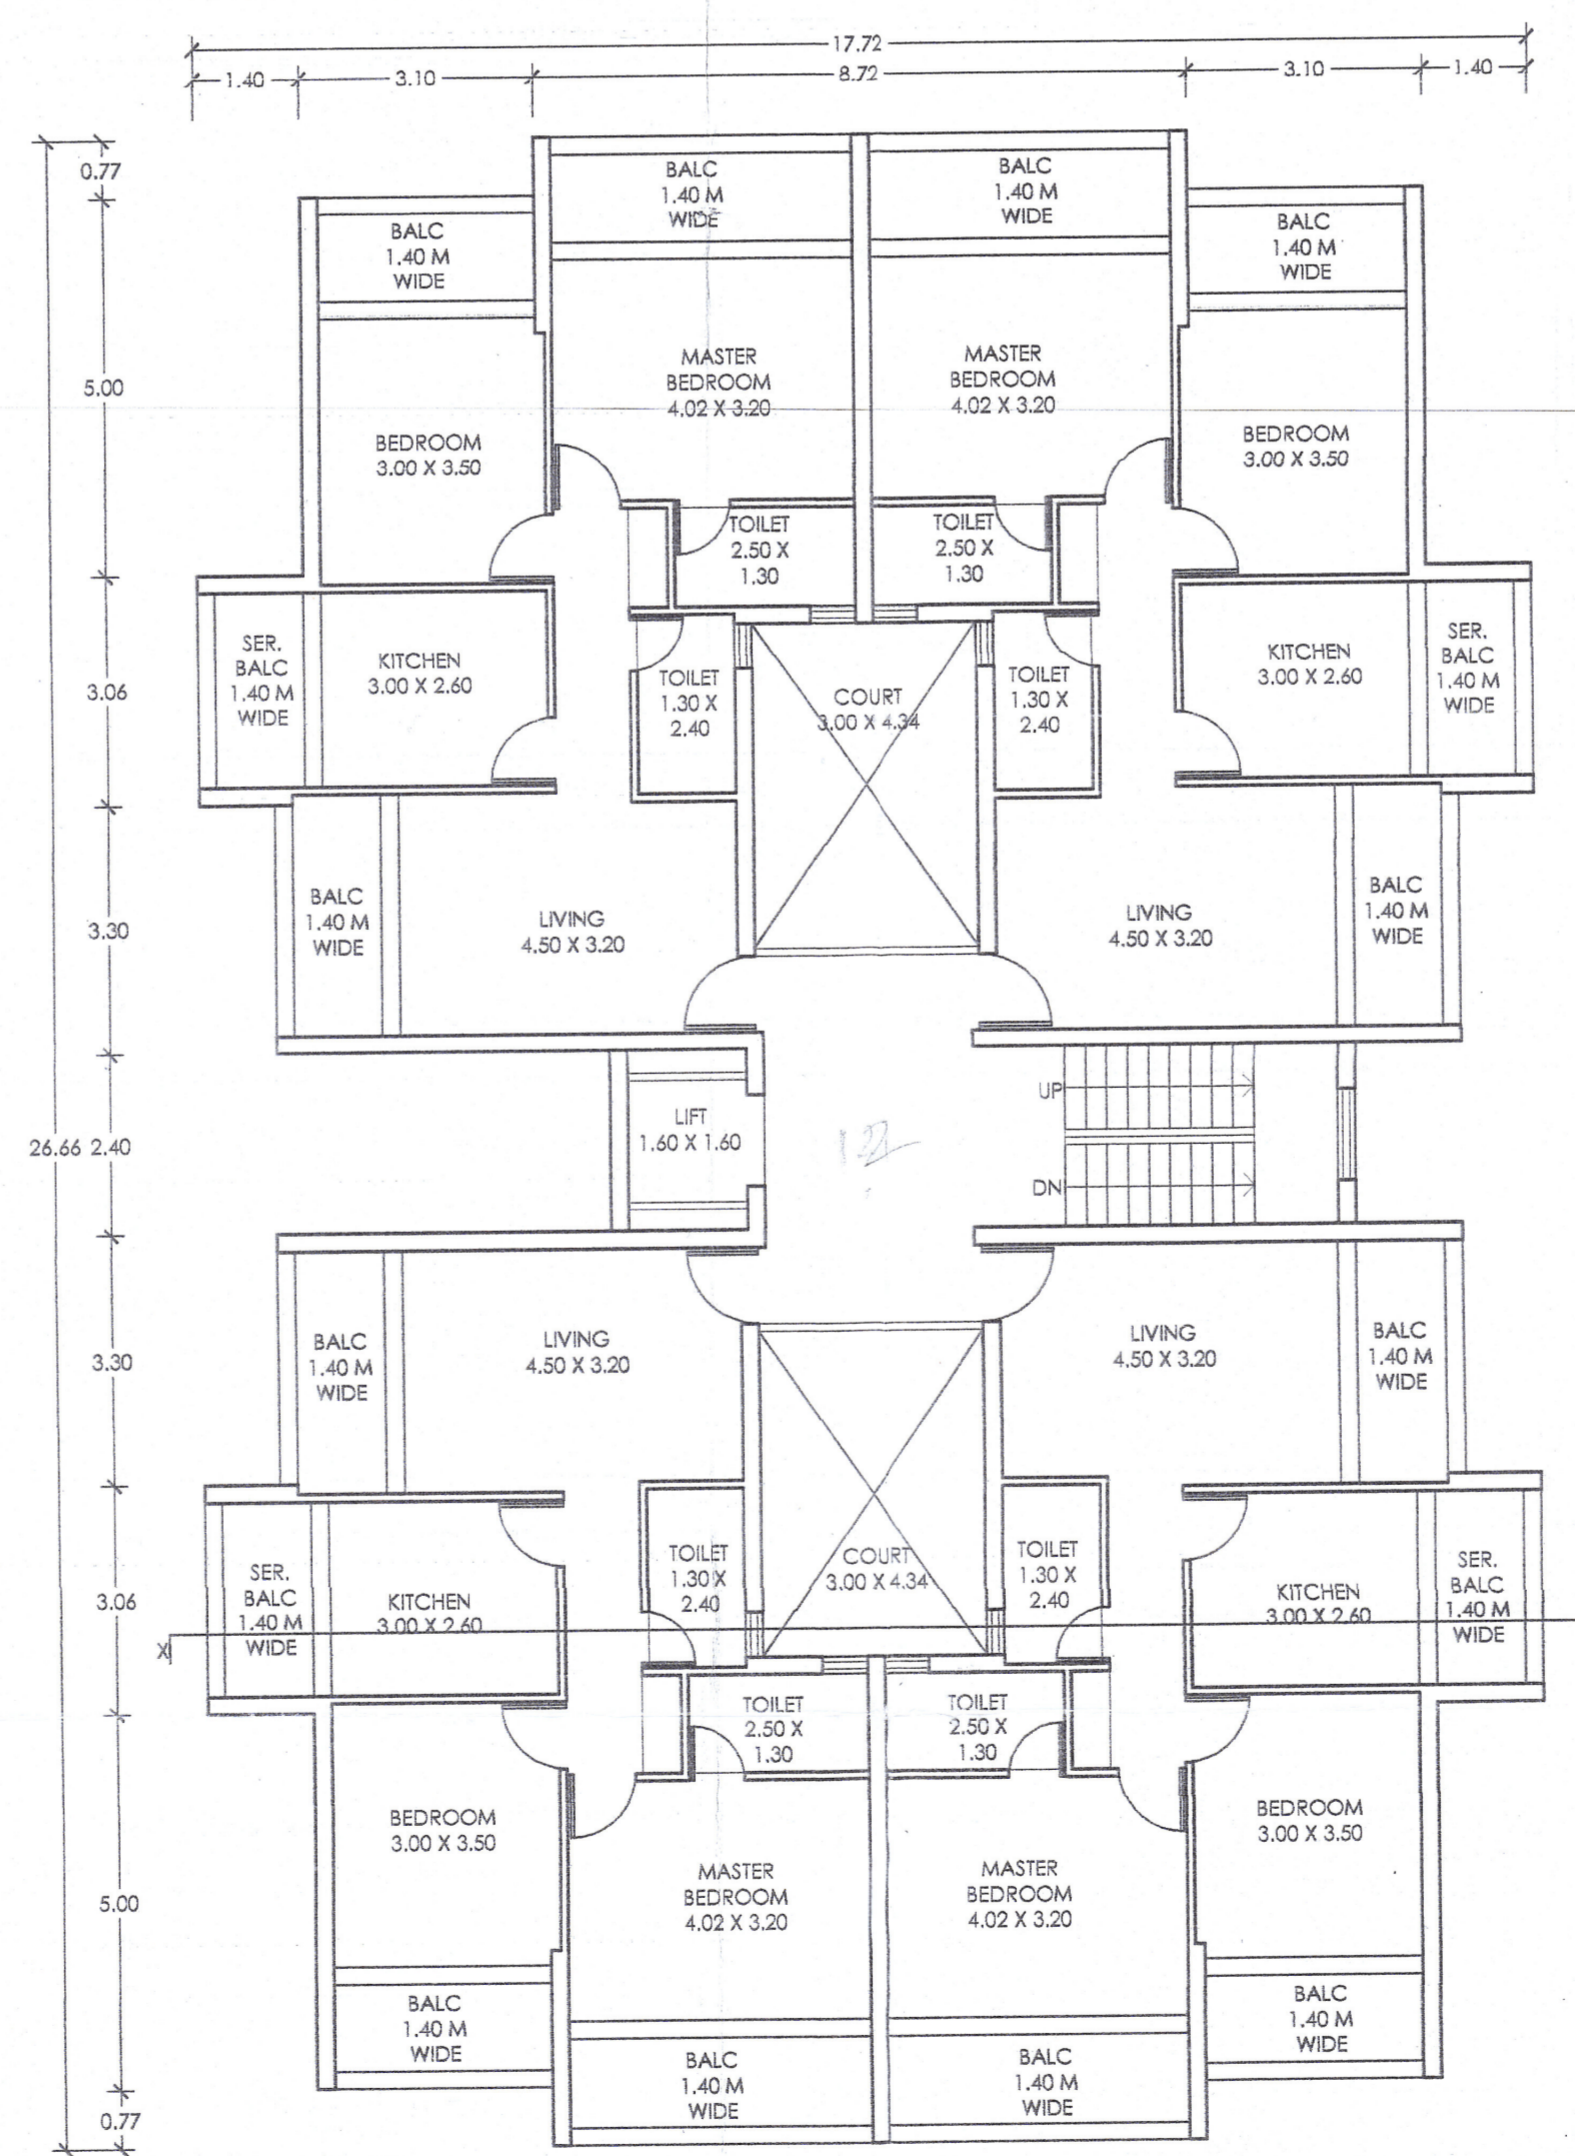 17.72
1.40
3.10
8.72
3.10
1.40
0.77
BALC
1.40 M
WIDE
BALC
1.40 M
WIDE
BALC
1.40 M
WIDE
BALC
1.40 M
WIDE
5.00
MASTER
BEDROOM
4.02 X 3.20
MASTER
BEDROOM
4.02 X 3.20
BEDROOM
3.00 X 3.50
BEDROOM
3.00 X 3.50
TOILET
2.50 X
1.30
TOILET
2.50 X
1.30
3.06
SER.
BALC
1.40 M
WIDE
KITCHEN
3.00 X 2.60
TOILET
1.30 X
2.40
COURT
3.00 X 4.34
TOILET
1.30 X
2.40
KITCHEN
3.00 X 2.60
SER.
BALC
1.40 M
WIDE
3.30
BALC
1.40 M
WIDE
LIVING
4.50 X 3.20
LIVING
4.50 X 3.20
BALC
1.40 M
WIDE
26.66
2.40
LIFT
1.60 X 1.60
UP
DN
3.30
BALC
1.40 M
WIDE
LIVING
4.50 X 3.20
LIVING
4.50 X 3.20
BALC
1.40 M
WIDE
3.06
SER.
BALC
1.40 M
WIDE
KITCHEN
3.00 X 2.60
TOILET
1.30 X
2.40
COURT
3.00 X 4.34
TOILET
1.30 X
2.40
KITCHEN
3.00 X 2.60
SER.
BALC
1.40 M
WIDE
X
TOILET
2.50 X
1.30
TOILET
2.50 X
1.30
5.00
BEDROOM
3.00 X 3.50
BEDROOM
3.00 X 3.50
MASTER
BEDROOM
4.02 X 3.20
MASTER
BEDROOM
4.02 X 3.20
BALC
1.40 M
WIDE
BALC
1.40 M
WIDE
BALC
1.40 M
WIDE
BALC
1.40 M
WIDE
0.77